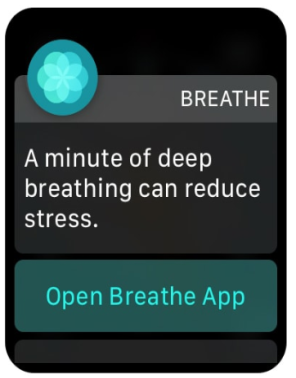 BREATHE
A minute of deep
breathing can reduce
stress.
Open Breathe App